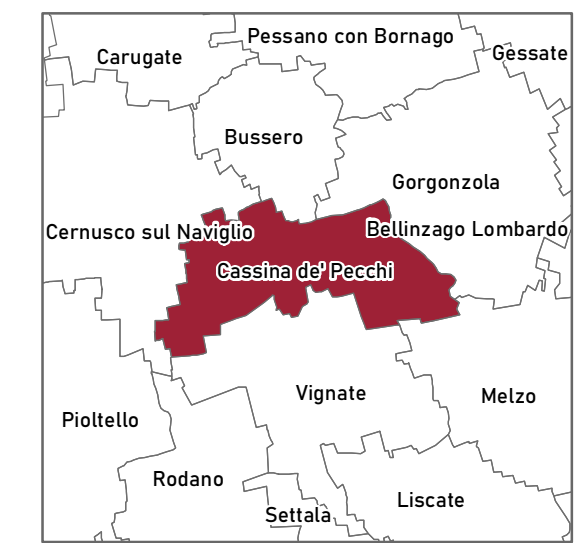 Pessano con Bornago
Gessate
Carugate
Bussero
Gorgonzola
Bellinzago Lombardo
Cernusco sul Naviglio
Cassina de' Pecchi
Vignate
Melzo
Pioltello
Rodano
Liscate
Settala